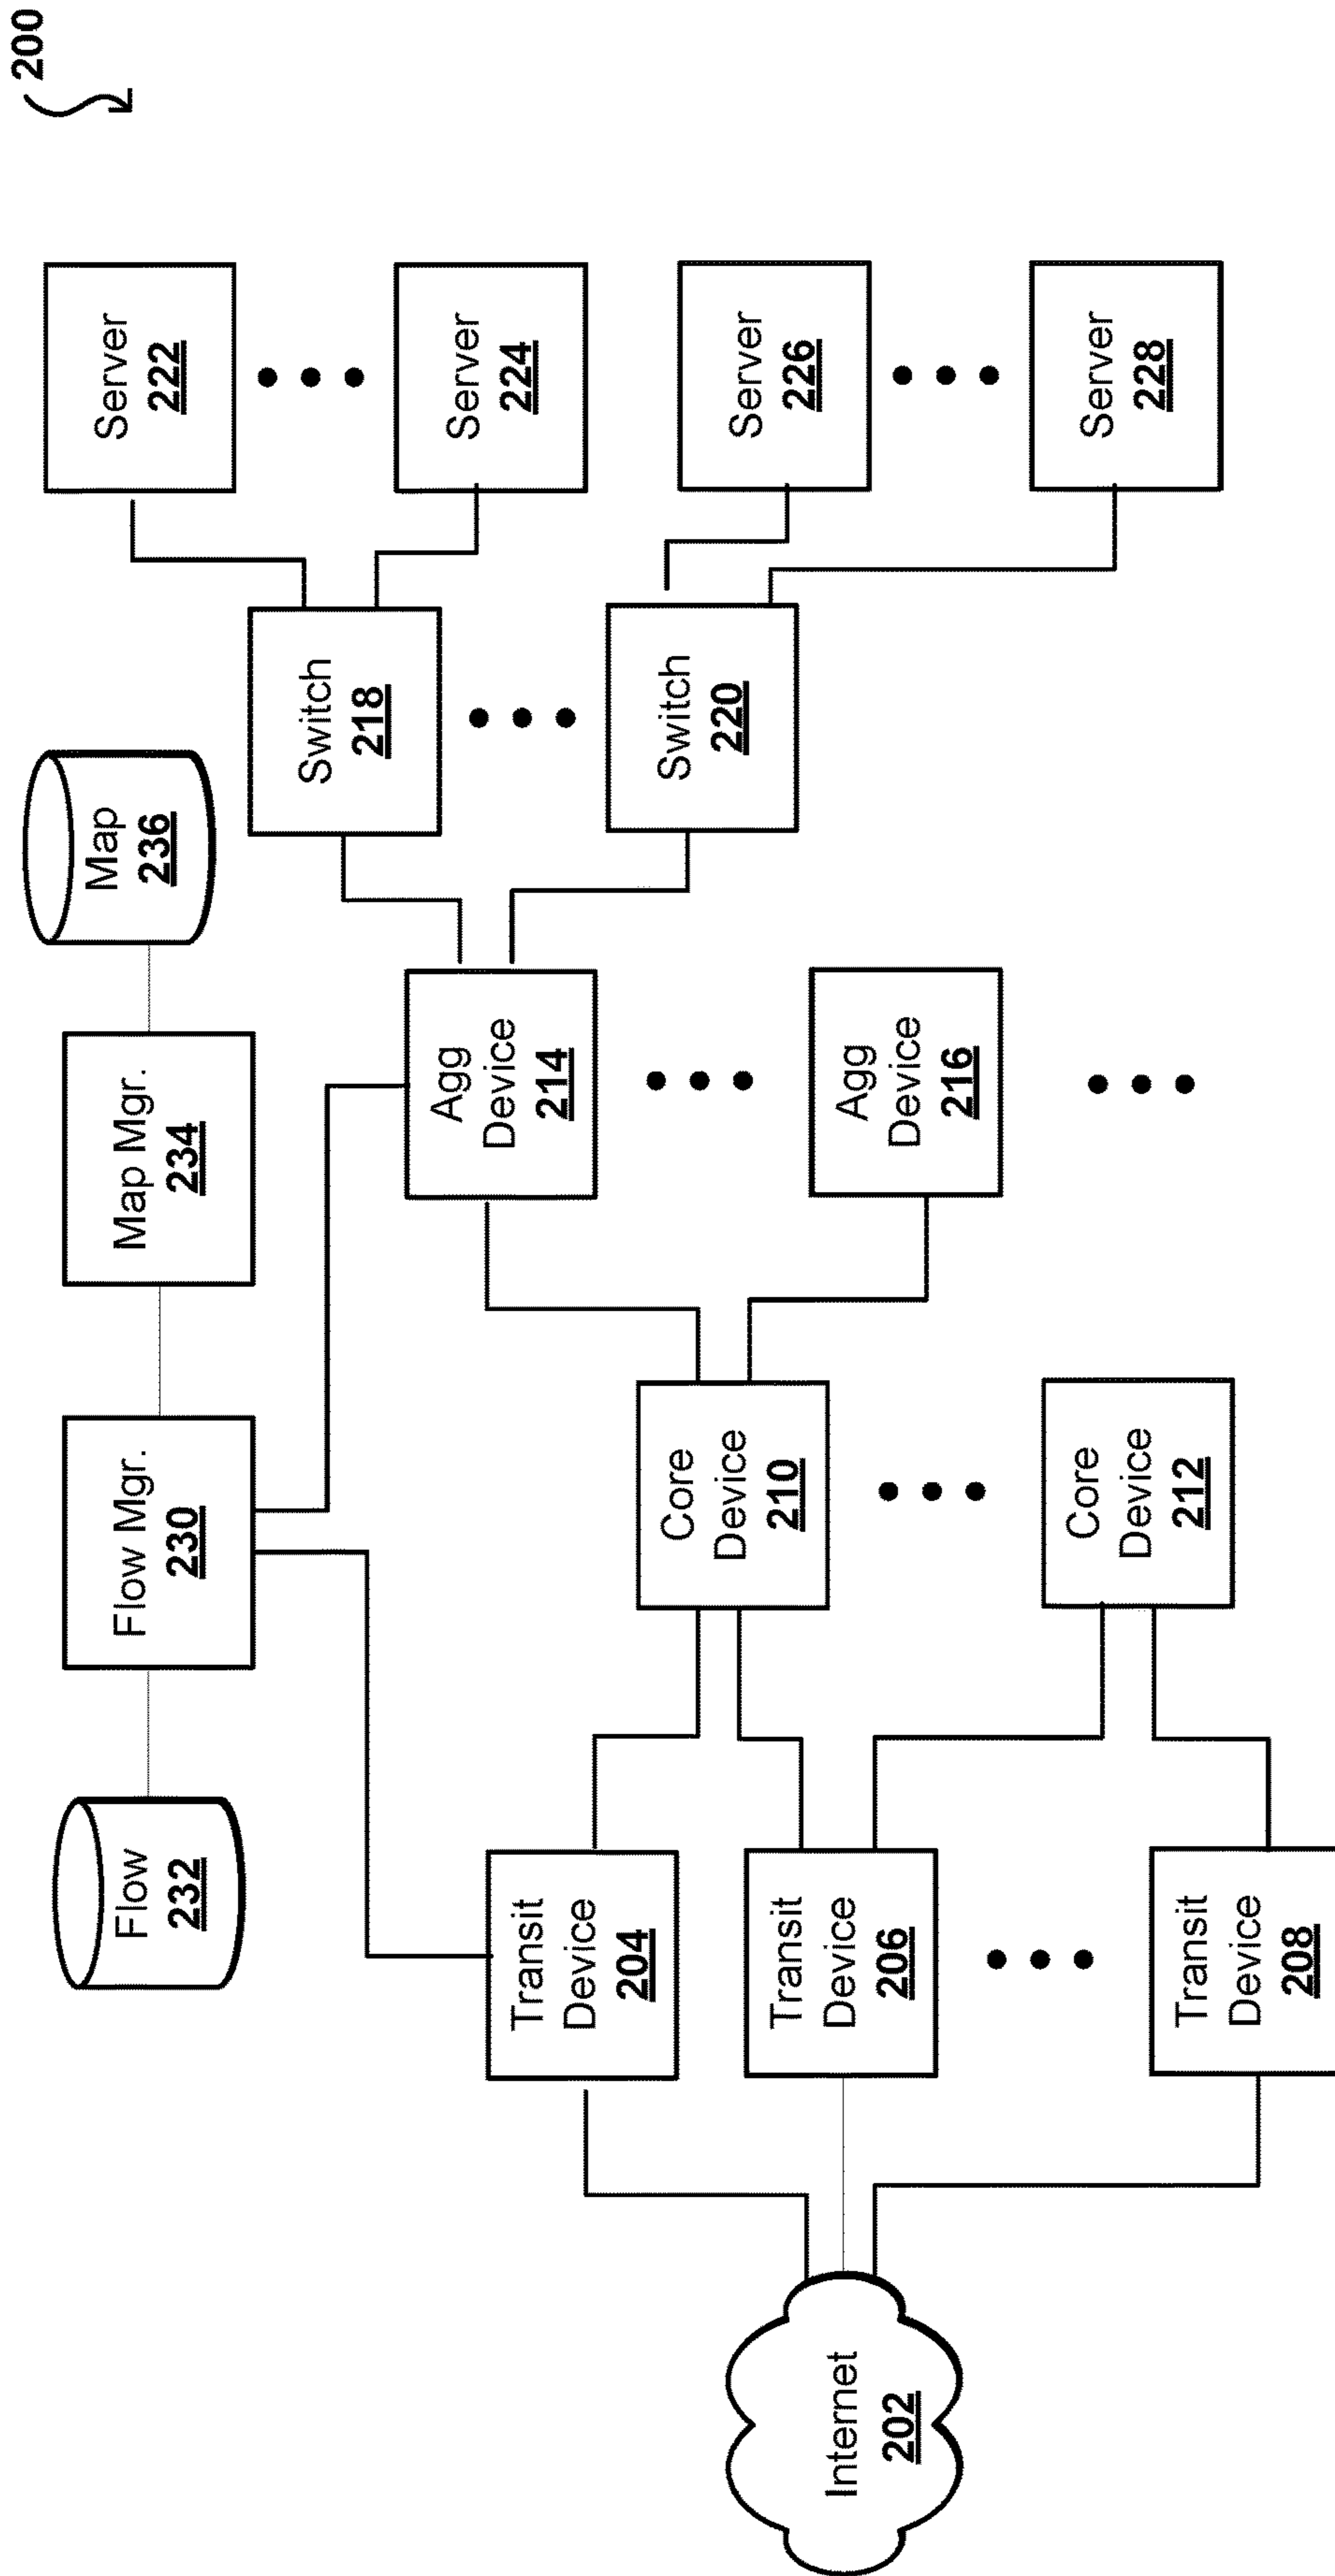 200
Flow
232
Flow Mgr.
230
Map Mgr.
234
Map
236
Internet
202
Transit
Device
204
Transit
Device
206
Transit
Device
208
Core
Device
210
Core
Device
212
Agg
Device
214
Agg
Device
216
Switch
218
Switch
220
Server
222
Server
224
Server
226
Server
228